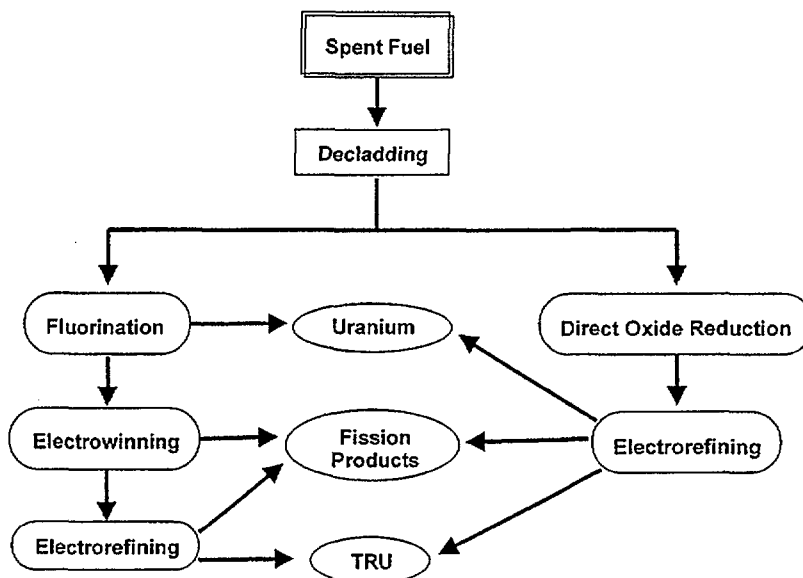 Spent Fuel
Decladding
Fluorination
Uranium
Direct Oxide Reduction
Electrowinning
Fission
Products
Electrorefining
Electrorefining
TRU